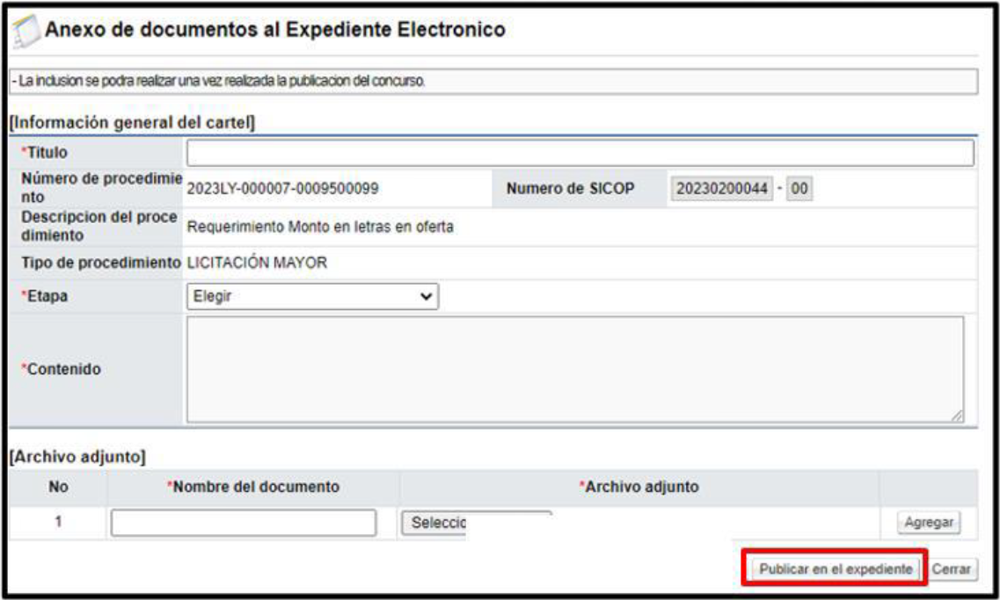 Anexo de documentos al Expediente Electronico
- La inclusion se podra realizar una vez realizada la publicacion del concurso.
[Información general del cartel]
*Titulo
Número de procedimie
nto
2023LY-000007-0009500099
Numero de SICOP
20230200044 - 00
Descripcion del proce
dimiento
Requerimiento Monto en letras en oferta
Tipo de procedimiento LICITACIÓN MAYOR
*Etapa
Elegir
*Contenido
[Archivo adjunto]
No *Nombre del documento *Archivo adjunto
1 Agregar
Publicar en el expediente Cerrar